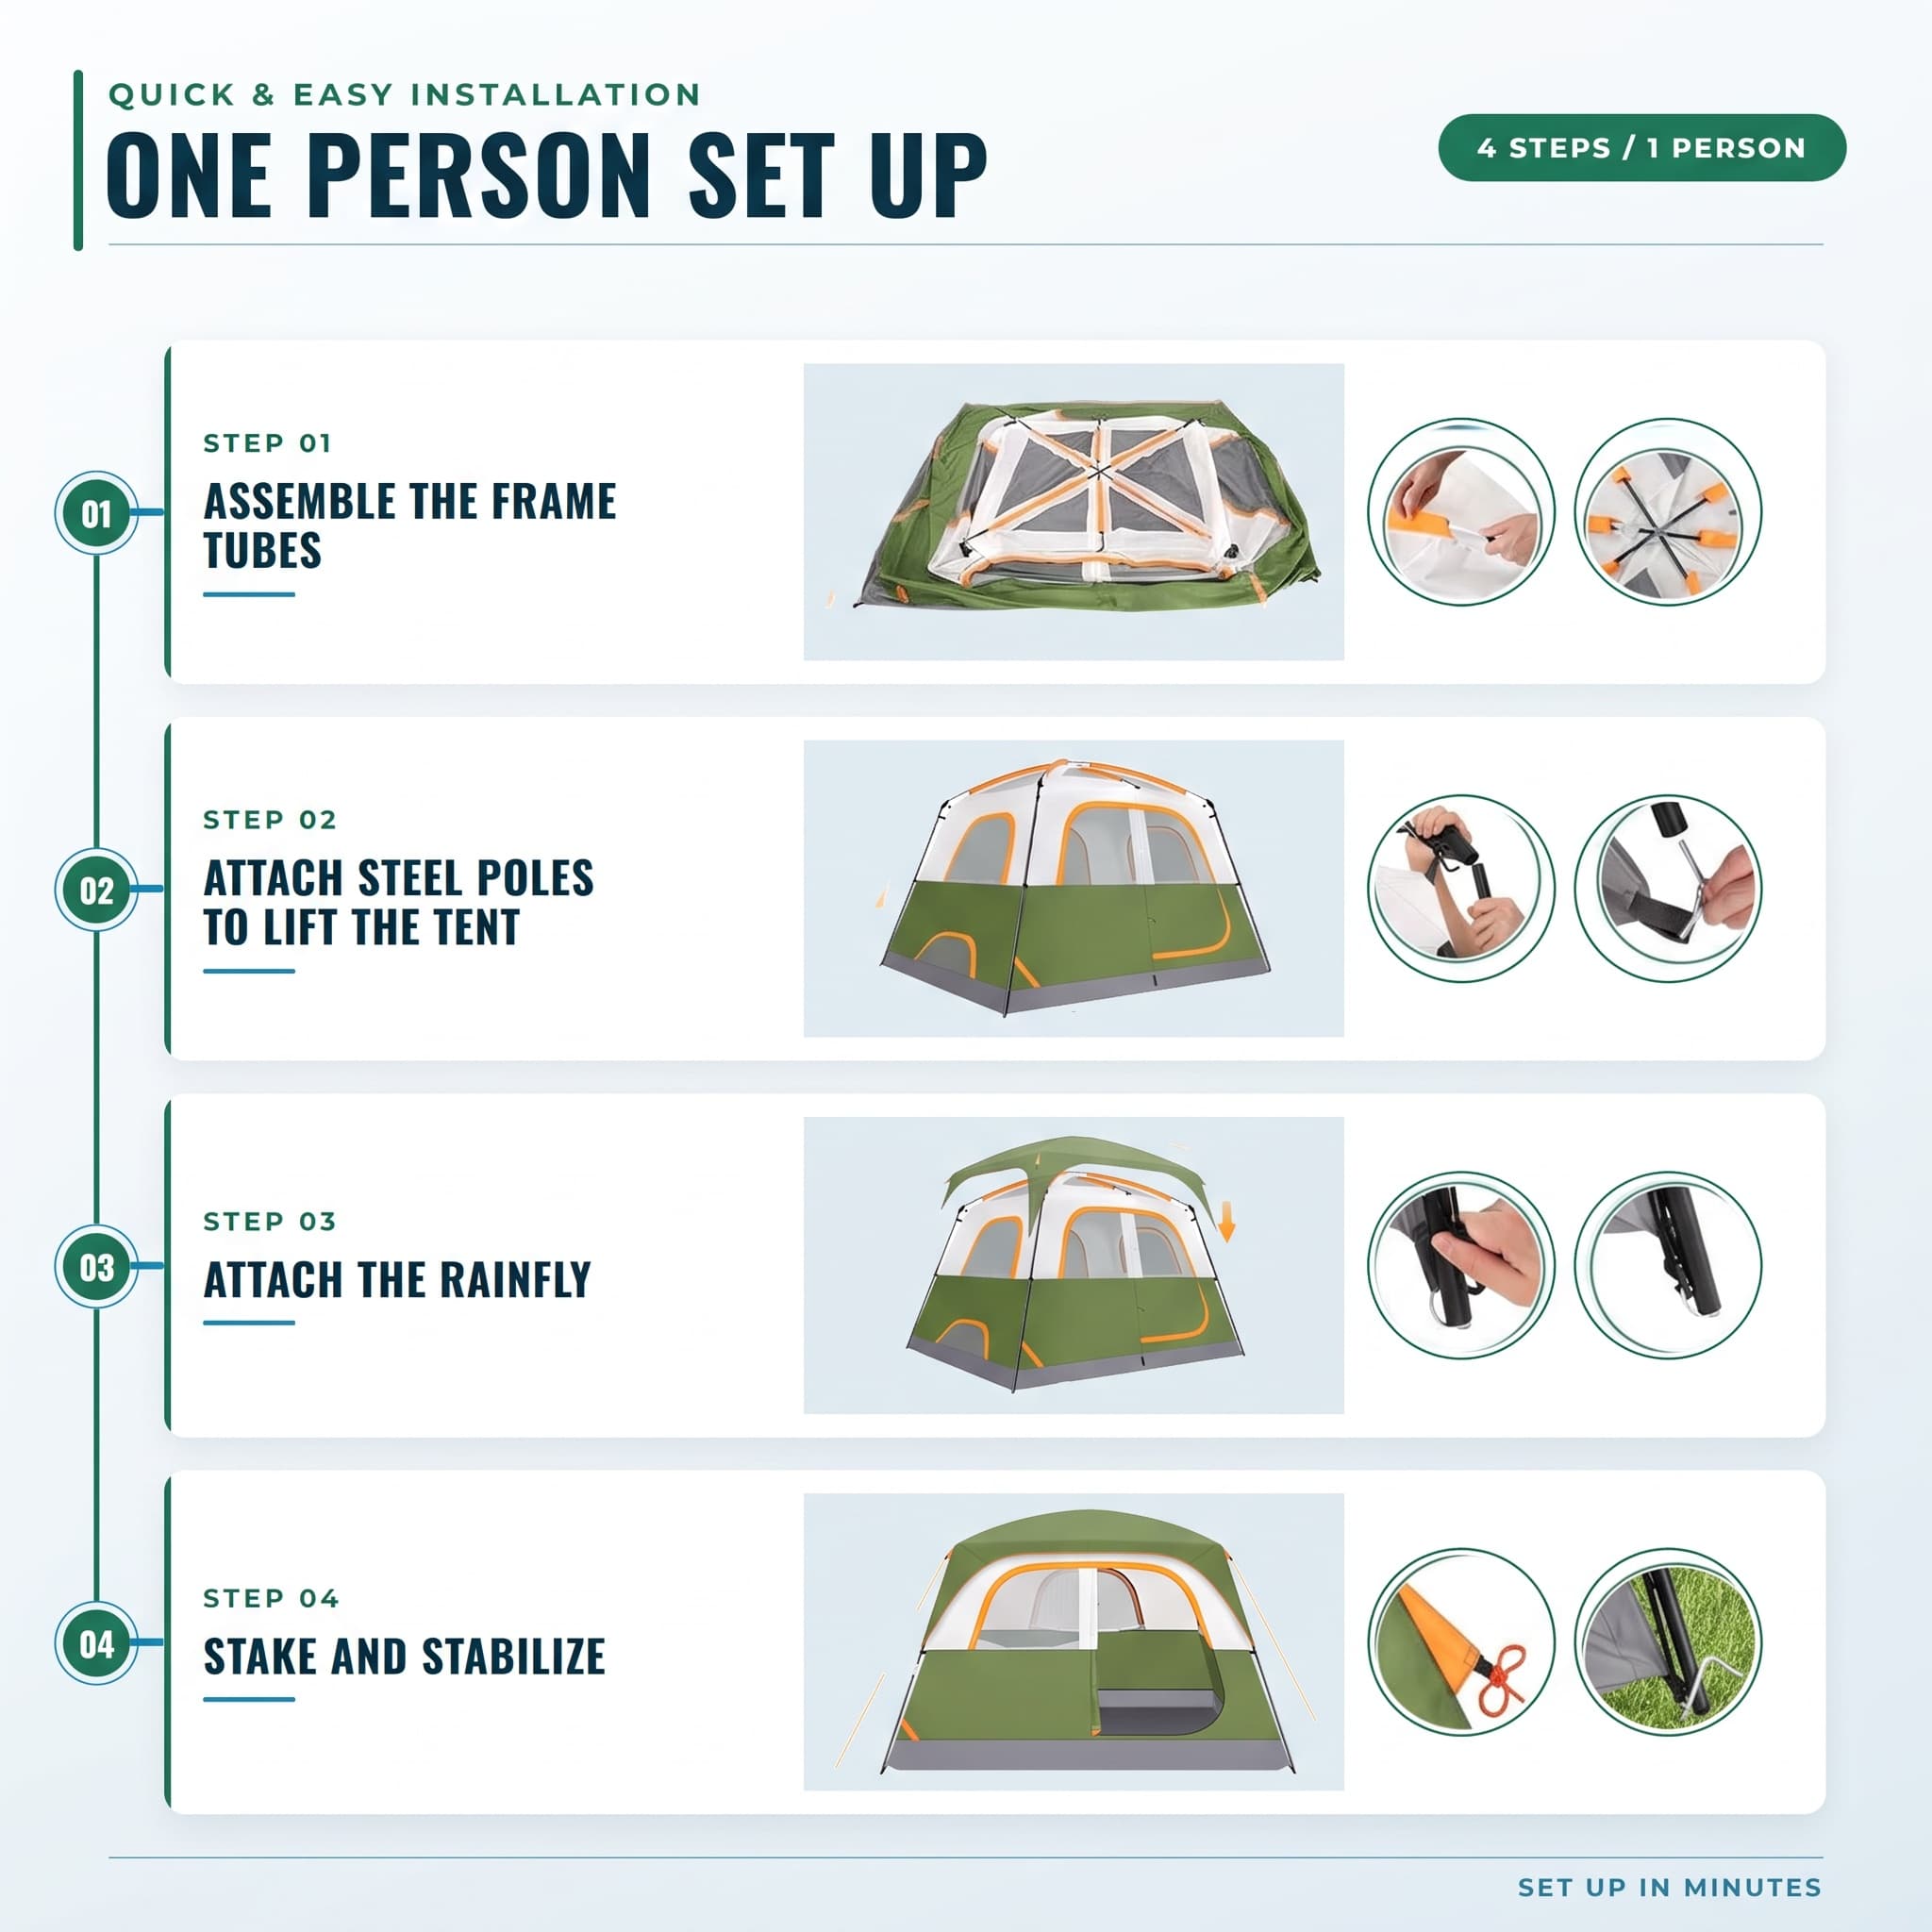 QUICK & EASY INSTALLATION
ONE PERSON SET UP
4 STEPS / 1 PERSON
01
STEP 01
ASSEMBLE THE FRAME
TUBES
02
STEP 02
ATTACH STEEL POLES
TO LIFT THE TENT
03
STEP 03
ATTACH THE RAINFLY
04
STEP 04
STAKE AND STABILIZE
SET UP IN MINUTES